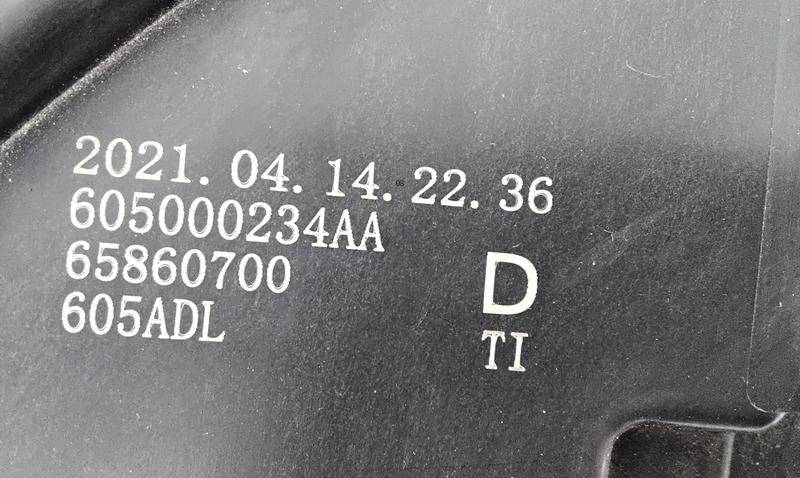 2021. 04. 14. 22. 36
605000234AA
65860700
605ADL
D
TI